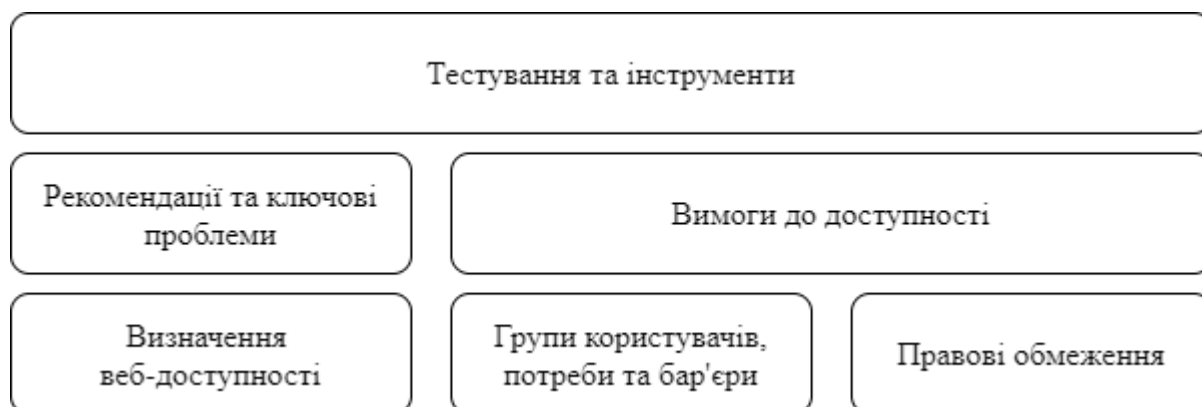 Тестування та інструменти
Рекомендації та ключові
проблеми
Вимоги до доступності
Визначення
веб-доступності
Групи користувачів,
потреби та бар'єри
Правові обмеження